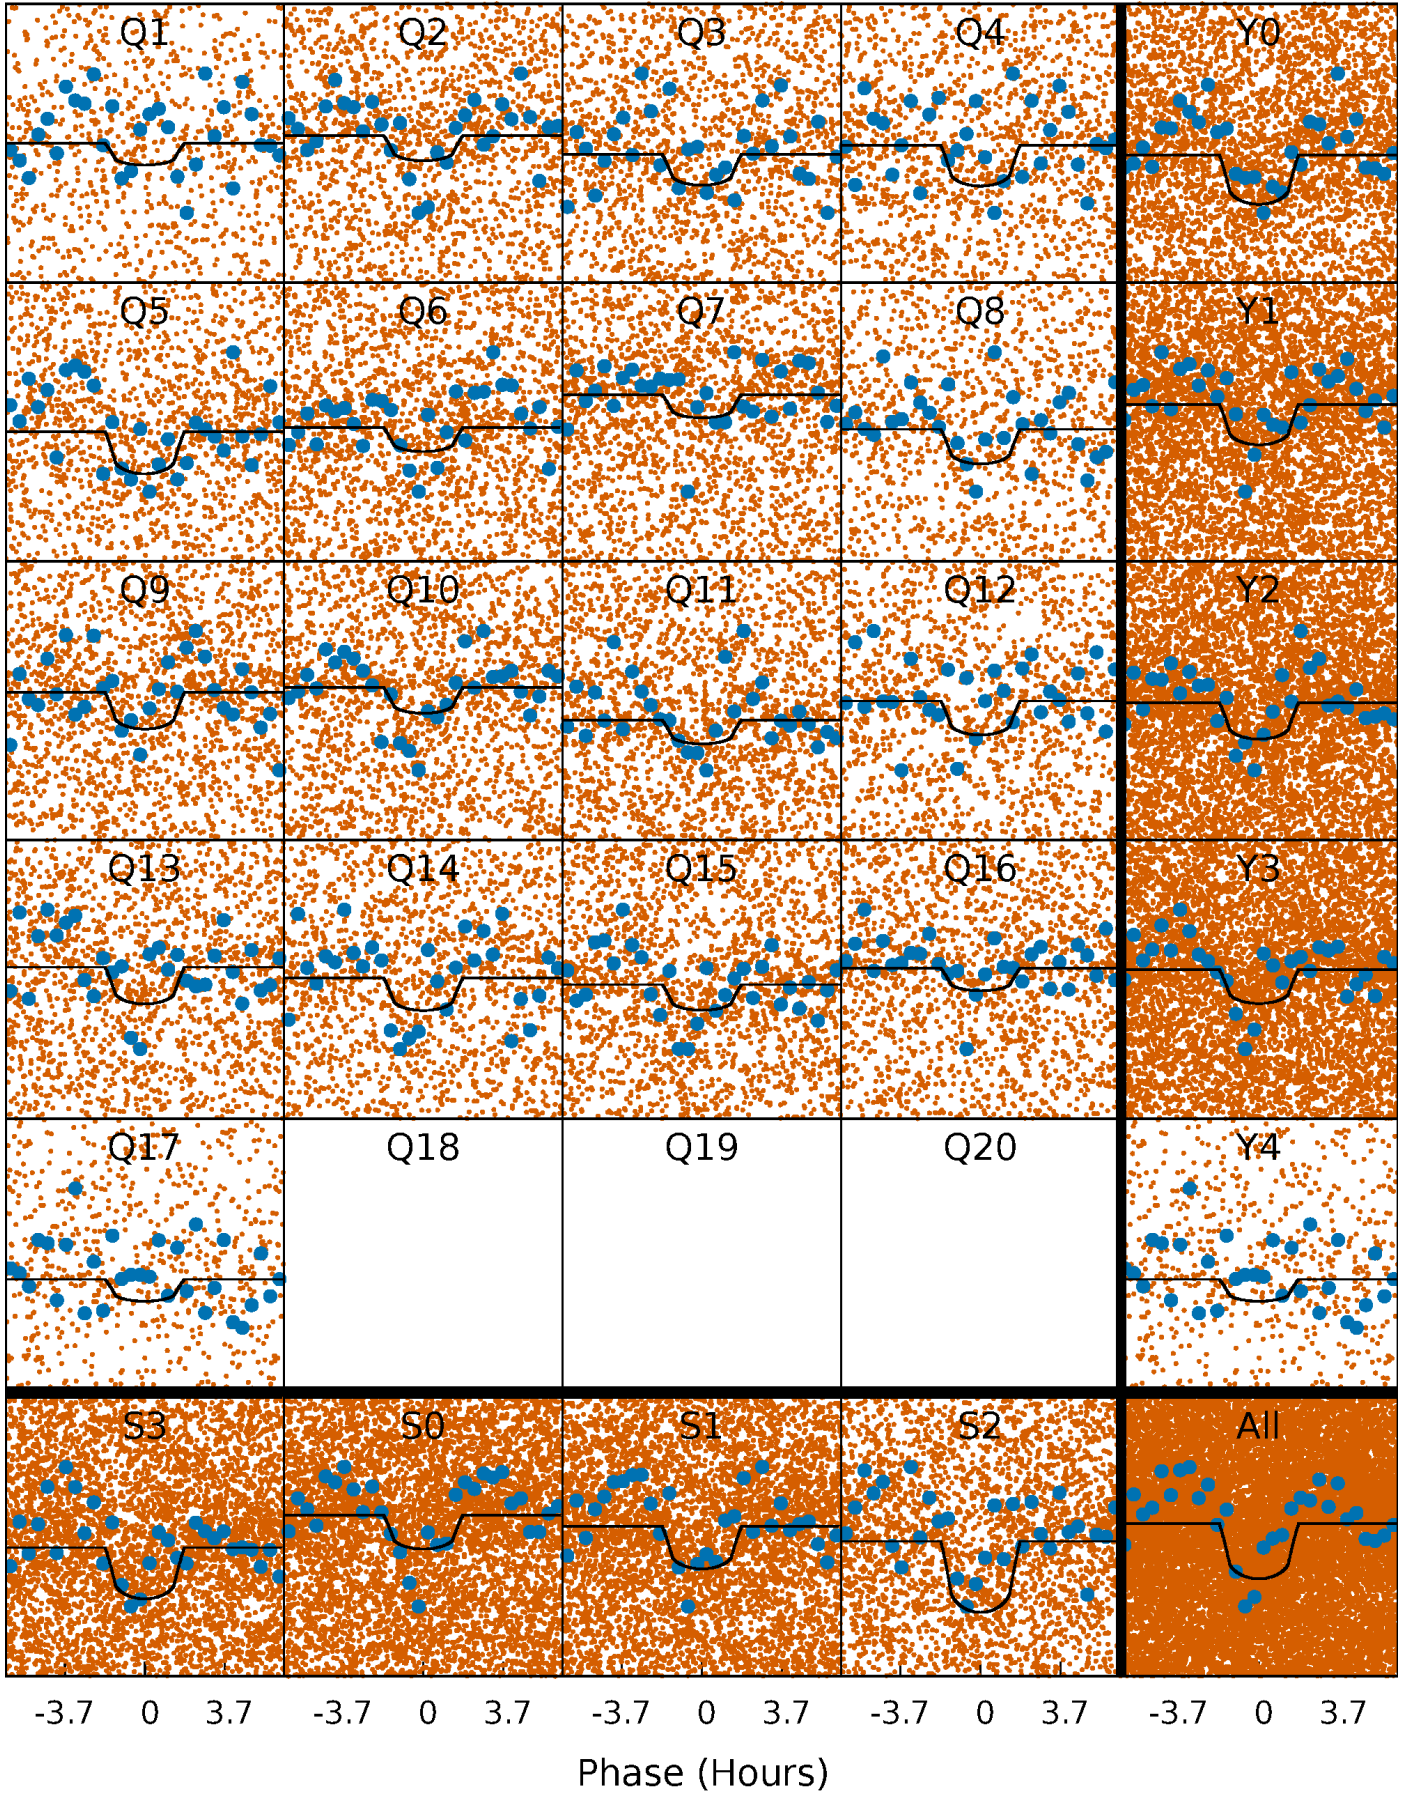 Q1 Q2 Q3 Q4 Y0
Q5 Q6 Q7 Q8 Y1
Q9 Q10 Q11 Q12 Y2
Q13 Q14 Q15 Q16 Y3
Q17 Q18 Q19 Q20 Y4
S3 S0 S1 S2 All
-3.7 0 3.7 -3.7 0 3.7 -3.7 0 3.7 -3.7 0 3.7 -3.7 0 3.7
Phase (Hours)